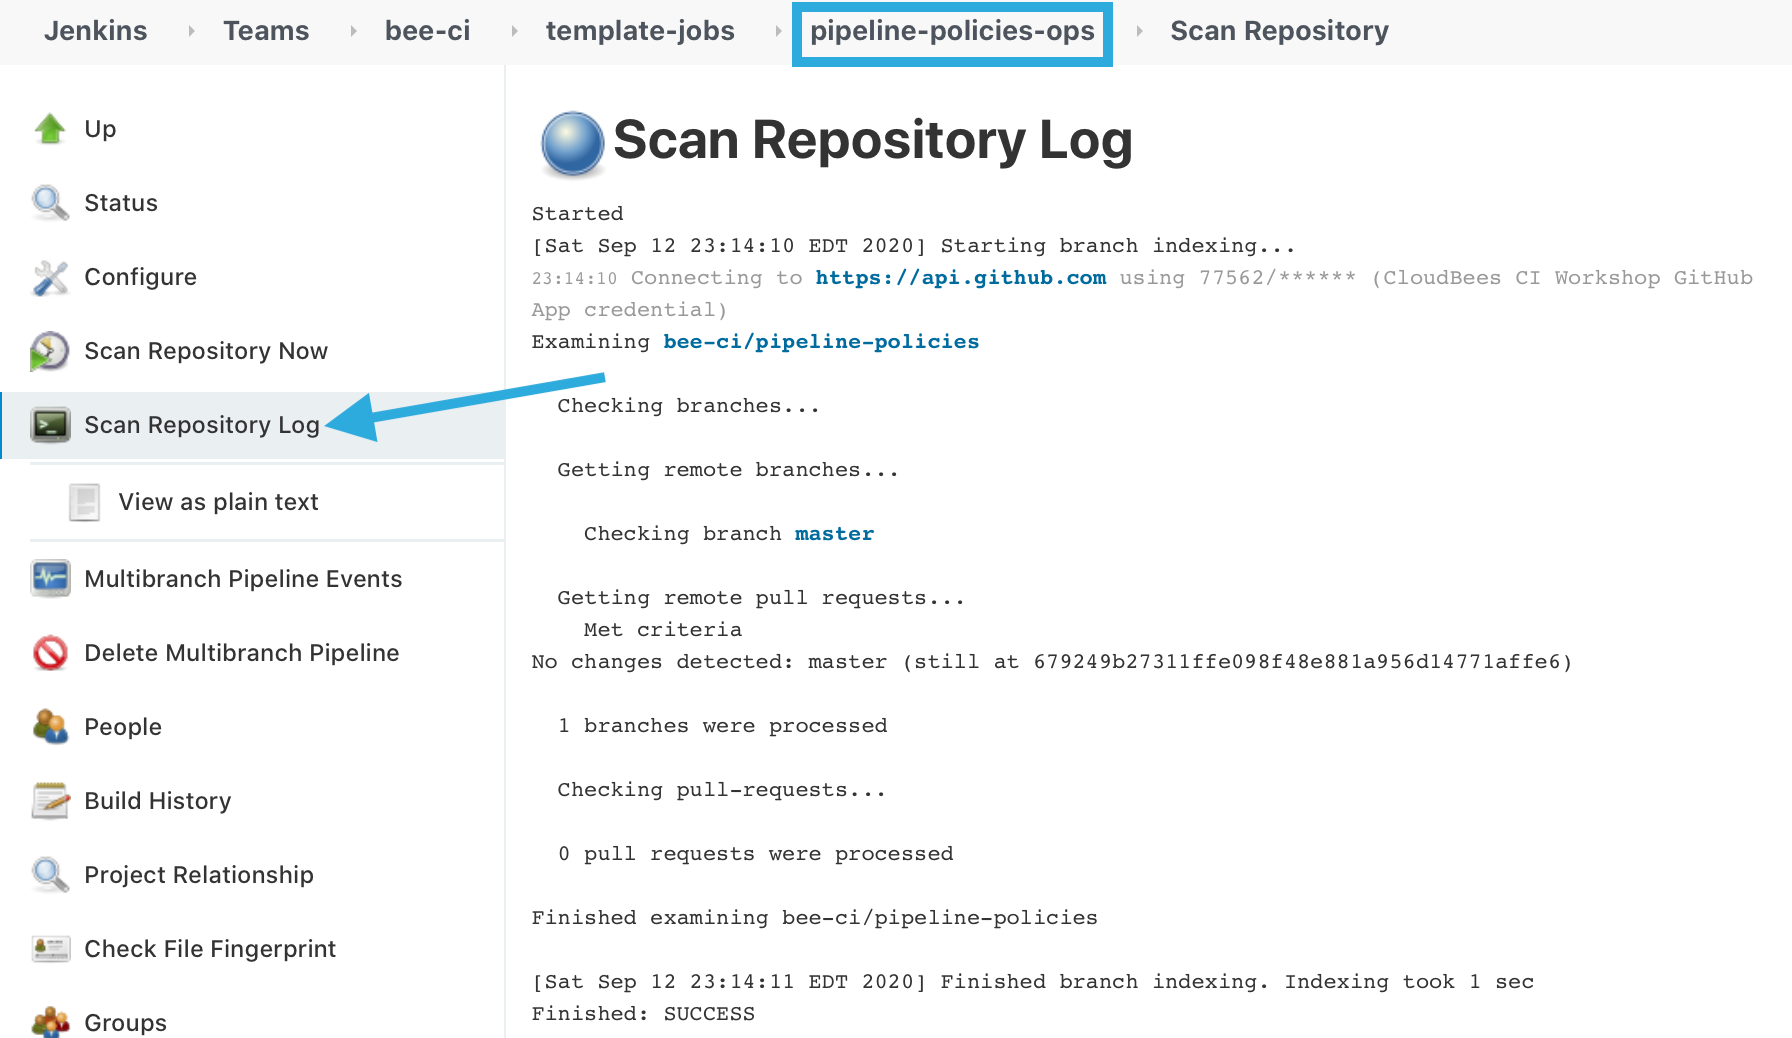 Jenkins Teams bee-ci template-jobs pipeline-policies-ops Scan Repository
Up
Status
Configure
Scan Repository Now
Scan Repository Log
View as plain text
Multibranch Pipeline Events
Delete Multibranch Pipeline
People
Build History
Project Relationship
Check File Fingerprint
Groups
Scan Repository Log
Started
[Sat Sep 12 23:14:10 EDT 2020] Starting branch indexing...
23:14:10 Connecting to https://api.github.com using 77562/****** (CloudBees CI Workshop GitHub
App credential)
Examining bee-ci/pipeline-policies
Checking branches...
Getting remote branches...
Checking branch master
Getting remote pull requests...
Met criteria
No changes detected: master (still at 679249b27311ffe098f48e881a956d14771affe6)
1 branches were processed
Checking pull-requests...
0 pull requests were processed
Finished examining bee-ci/pipeline-policies
[Sat Sep 12 23:14:11 EDT 2020] Finished branch indexing. Indexing took 1 sec
Finished: SUCCESS